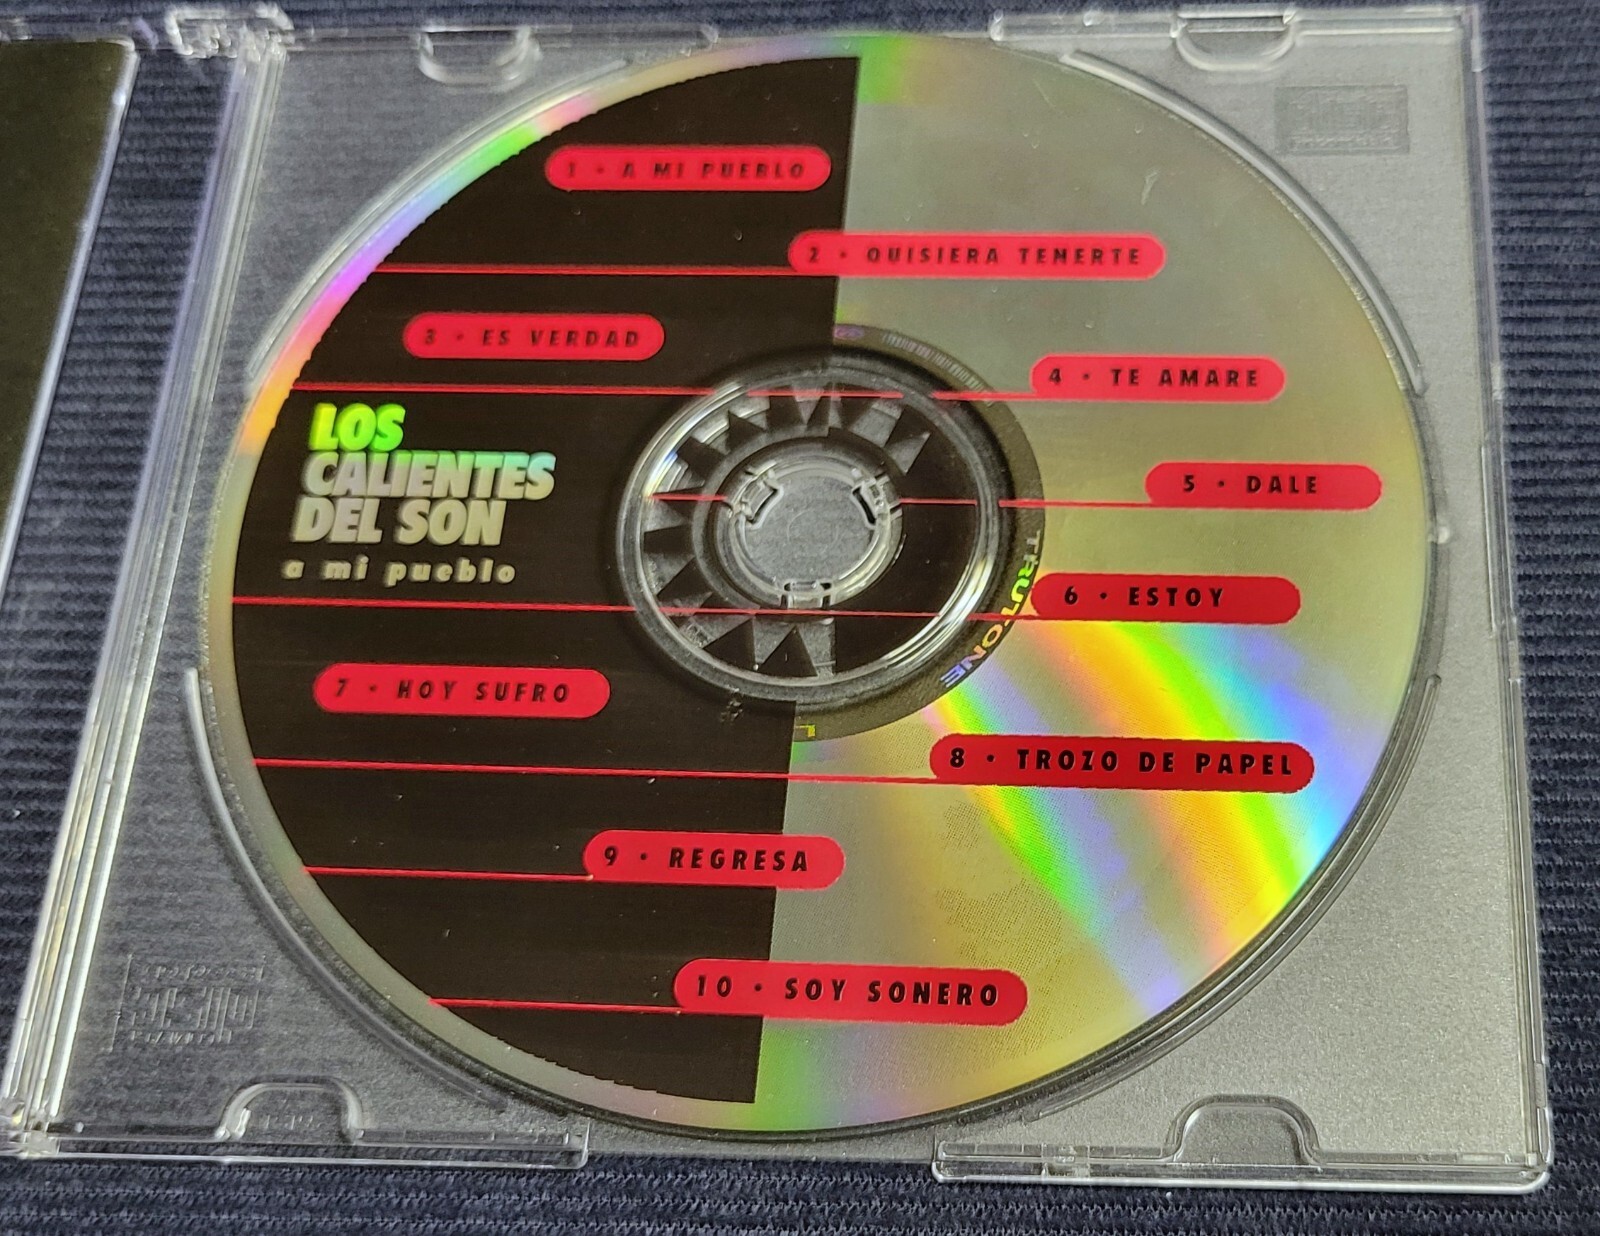 1 · A MI PUEBLO
2 · QUISIERA TENERTE
3 · ES VERDAD
4 · TE AMARE
LOS
CALIENTES
DEL SON
a mi pueblo
5 · DALE
6 · ESTOY
TRUTONE
7 · HOY SUFRO
8 · TROZO DE PAPEL
9 · REGRESA
10 · SOY SONERO